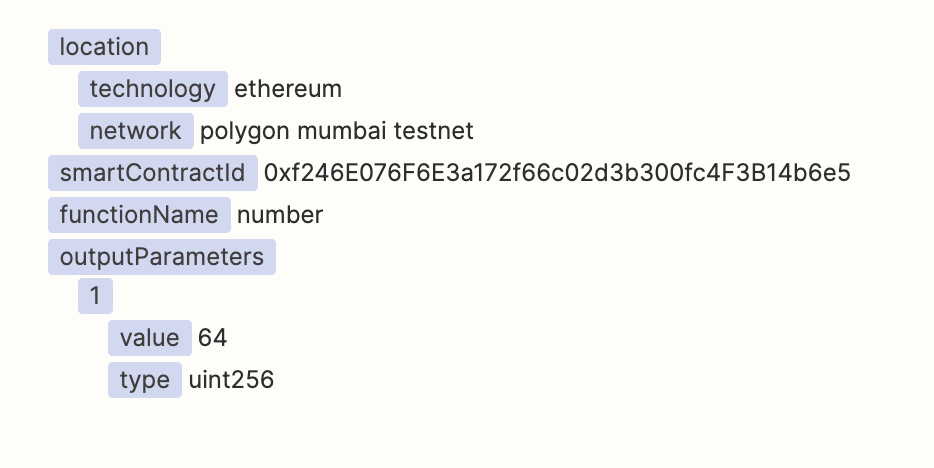 location
technology ethereum
network polygon mumbai testnet
smartContractId 0xf246E076F6E3a172f66c02d3b300fc4F3B14b6e5
functionName number
outputParameters
1
value 64
type uint256